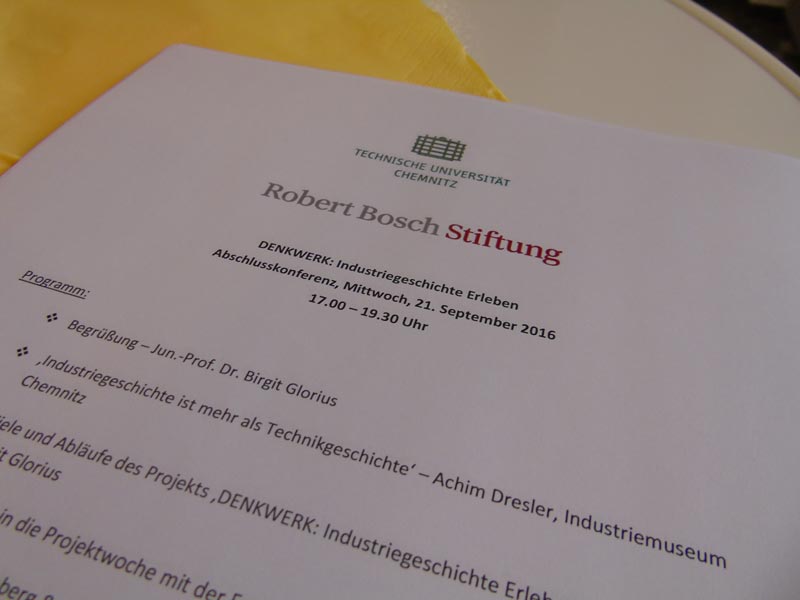 TECHNISCHE UNIVERSITÄT
CHEMNITZ
Robert Bosch Stiftung
DENKWERK: Industriegeschichte Erleben
Abschlusskonferenz, Mittwoch, 21. September 2016
17.00 – 19.30 Uhr
Programm:
❖ Begrüßung – Jun.-Prof. Dr. Birgit Glorius
❖ ‚Industriegeschichte ist mehr als Technikgeschichte‘ – Achim Dresler, Industriemuseum
Chemnitz
und Abläufe des Projekts ‚DENKWERK: Industriegeschichte
Glorius
in die Projektwoche mit der